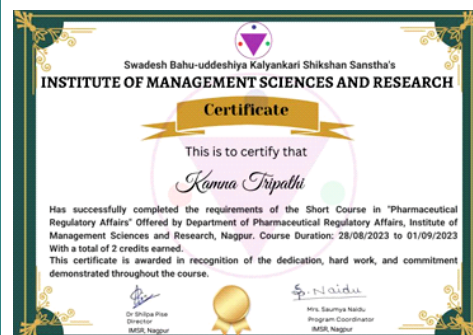 Swadesh Bahu-uddeshiya Kalyankari Shikshan Sanstha's
INSTITUTE OF MANAGEMENT SCIENCES AND RESEARCH
Certificate
This is to certify that
Kamna Tripathi
Has successfully completed the requirements of the Short Course in "Pharmaceutical
Regulatory Affairs" Offered by Department of Pharmaceutical Regulatory Affairs, Institute of
Management Sciences and Research, Nagpur. Course Duration: 28/08/2023 to 01/09/2023
With a total of 2 credits earned.
This certificate is awarded in recognition of the dedication, hard work, and commitment
demonstrated throughout the course.
S. Naidu
Dr Shilpa Pise
Director
IMSR, Nagpur
Mrs. Saumya Naidu
Program Coordinator
IMSR, Nagpur